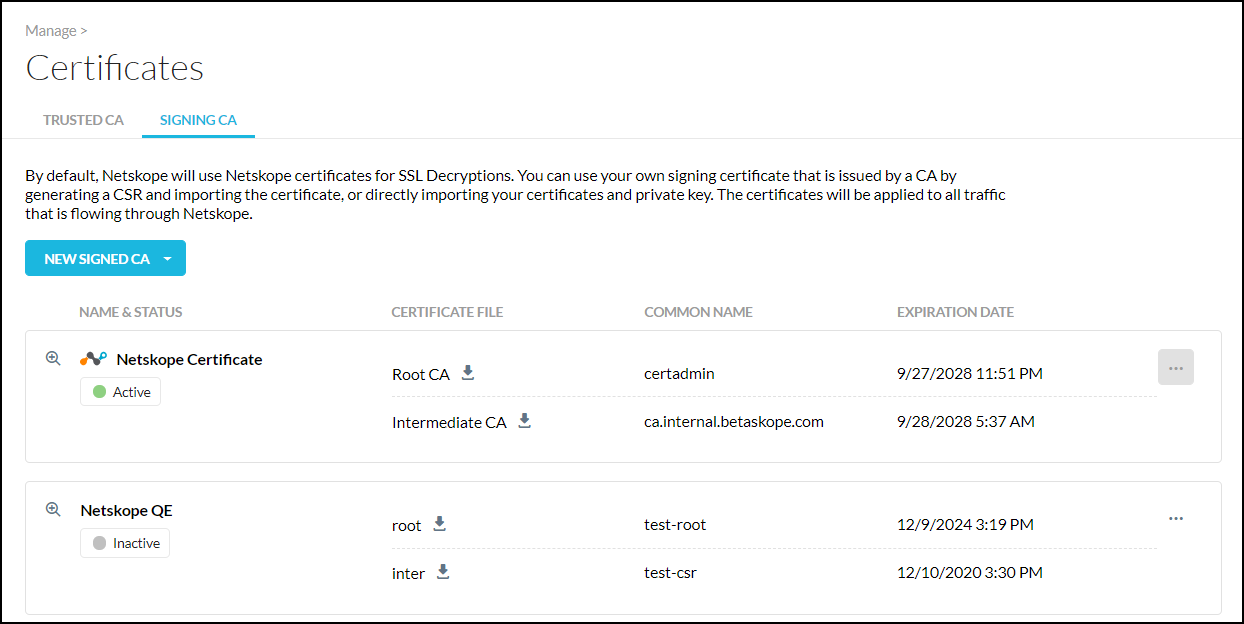 Manage >
Certificates
TRUSTED CA
SIGNING CA
By default, Netskope will use Netskope certificates for SSL Decryptions. You can use your own signing certificate that is issued by a CA by
generating a CSR and importing the certificate, or directly importing your certificates and private key. The certificates will be applied to all traffic
that is flowing through Netskope.
NEW SIGNED CA
NAME & STATUS CERTIFICATE FILE COMMON NAME EXPIRATION DATE
Netskope Certificate
Active
Root CA certadmin 9/27/2028 11:51 PM ...
Intermediate CA ca.internal.betaskope.com 9/28/2028 5:37 AM
Netskope QE
Inactive
root test-root 12/9/2024 3:19 PM ...
inter test-csr 12/10/2020 3:30 PM